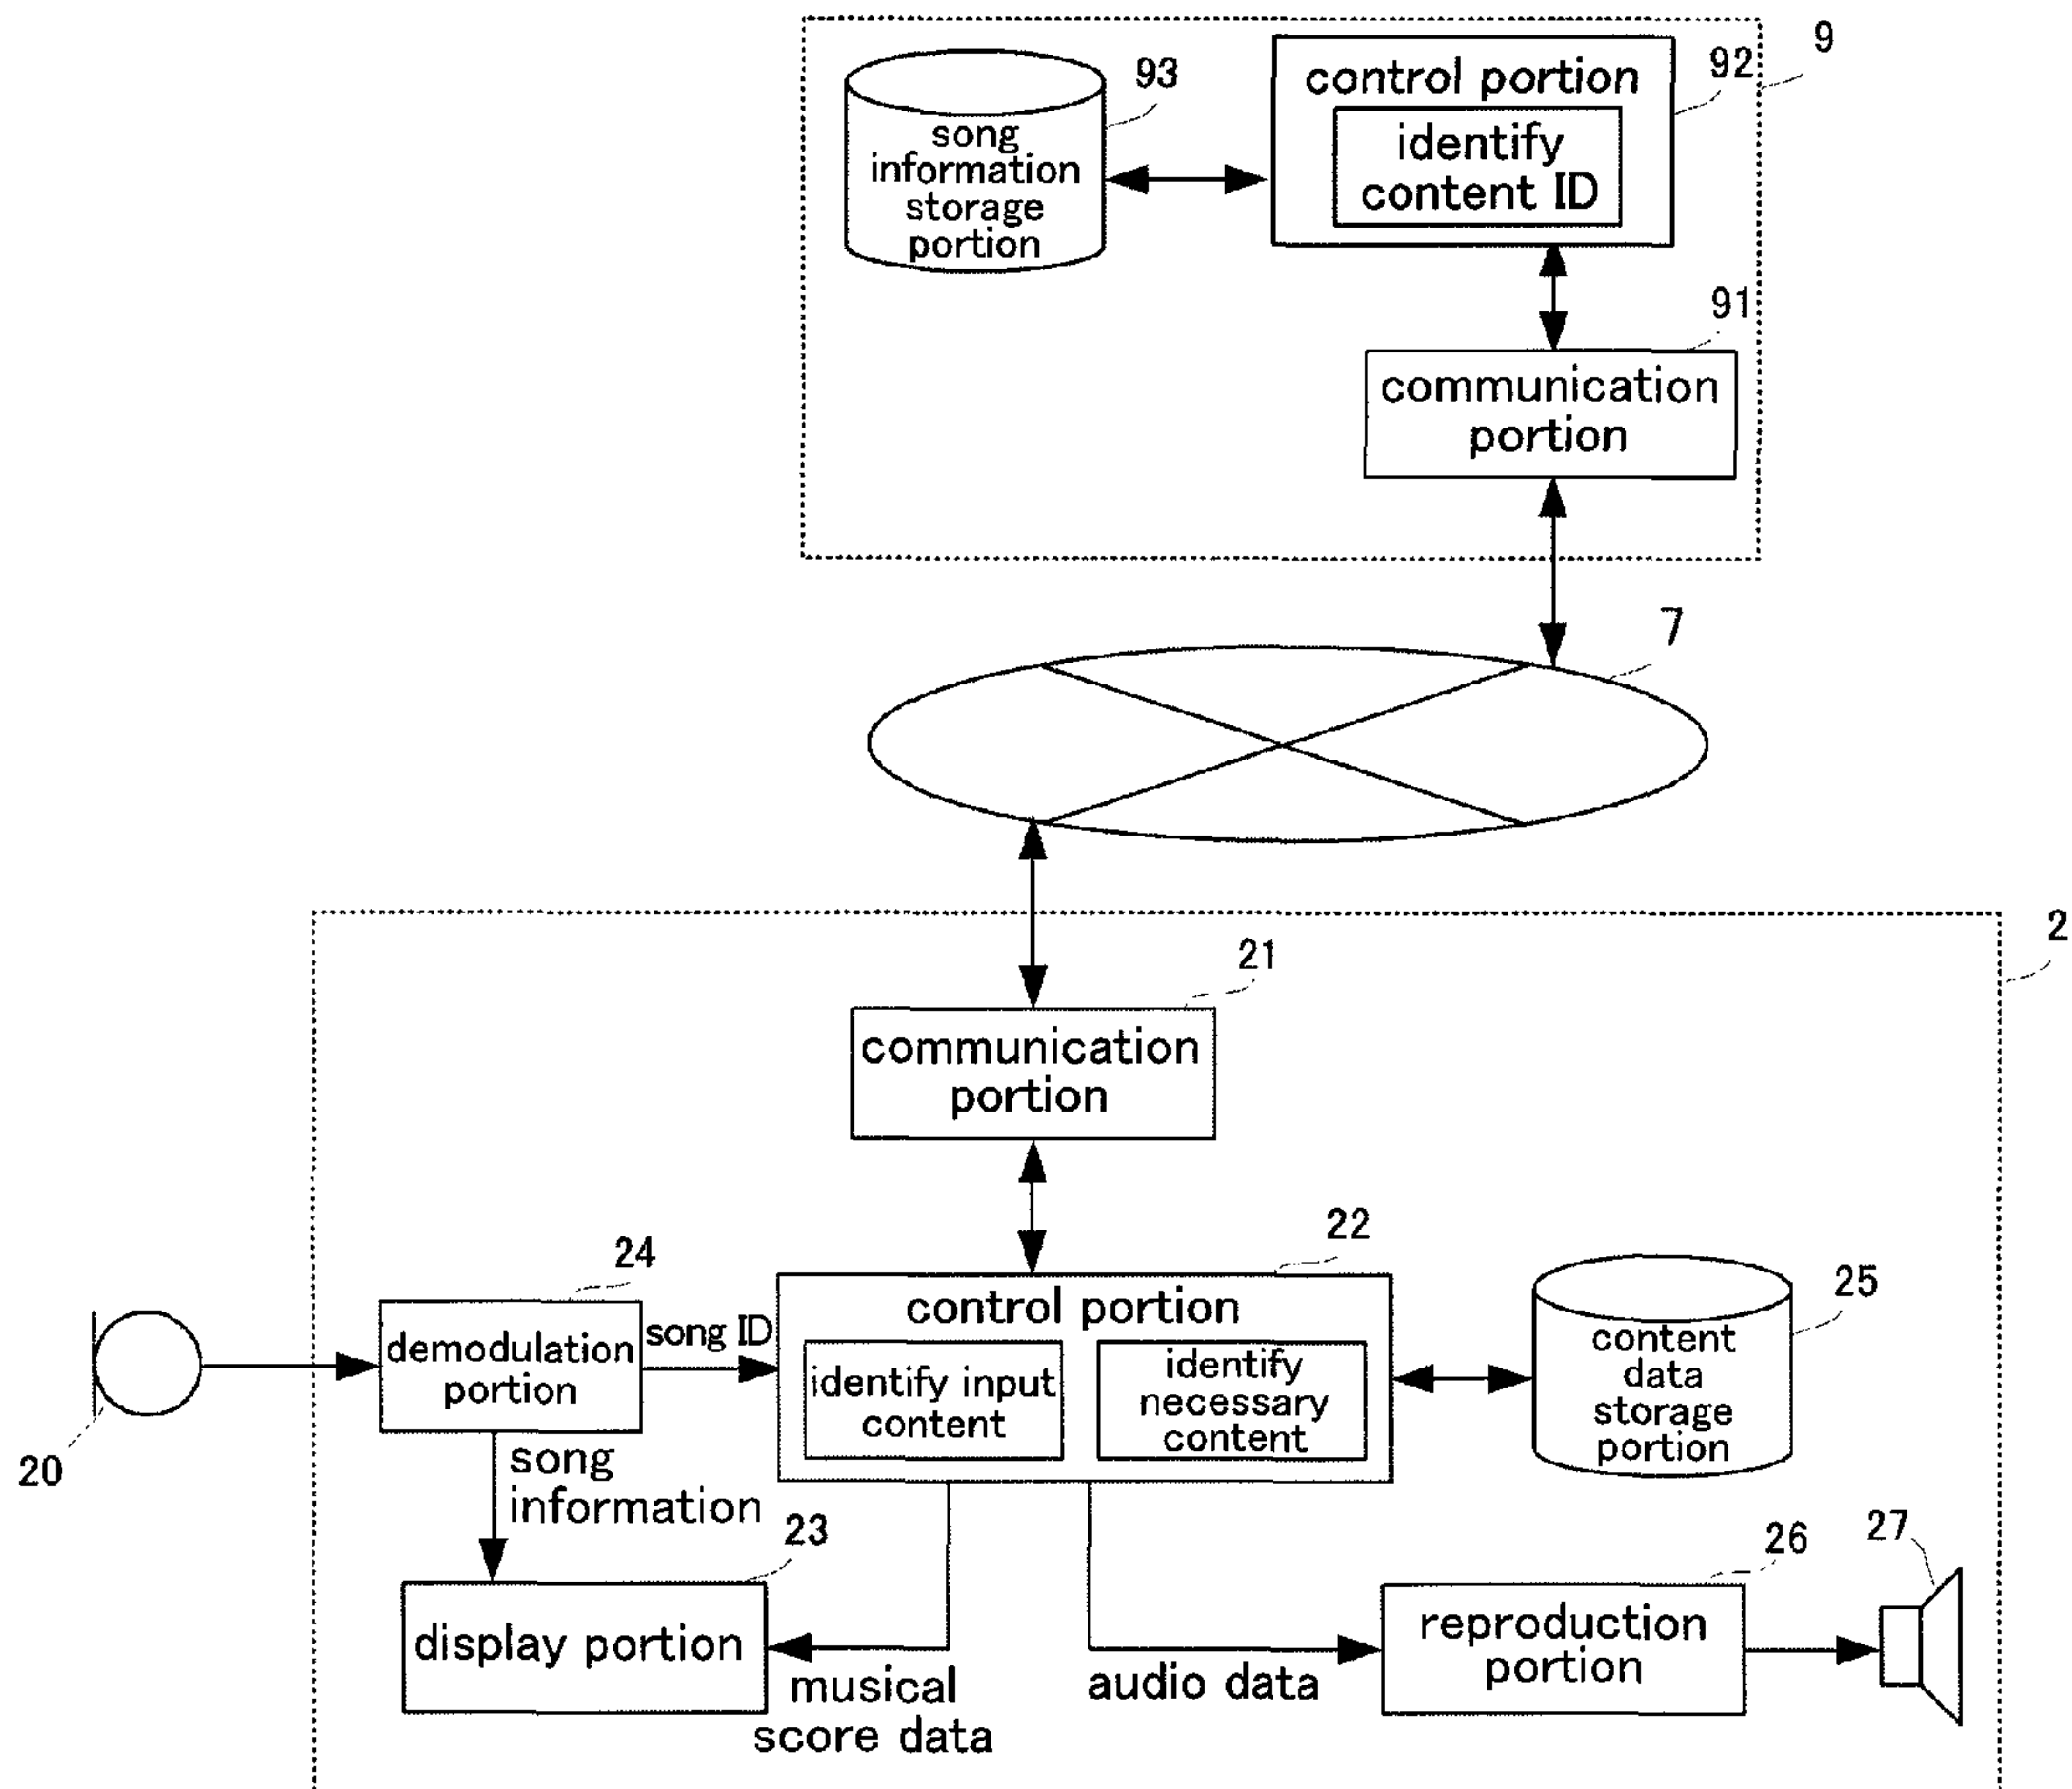 9
93
control portion
92
identify
content ID
song
information
storage
portion
91
communication
portion
7
2
21
communication
portion
22
24
control portion
25
song ID
demodulation
portion
identify input
content
identify
necessary
content
content
data
storage
portion
20
song
information
23
26
27
display portion
reproduction
portion
musical
score data
audio data